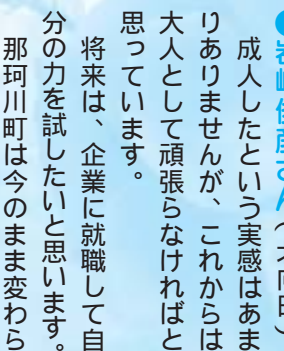 成人したという実感はあま
りありませんが、これからは
大人として頑張らなければと
思っています。
将来は、企業に就職して自
分の力を試したいと思います。
那珂川町は今のまま変わら